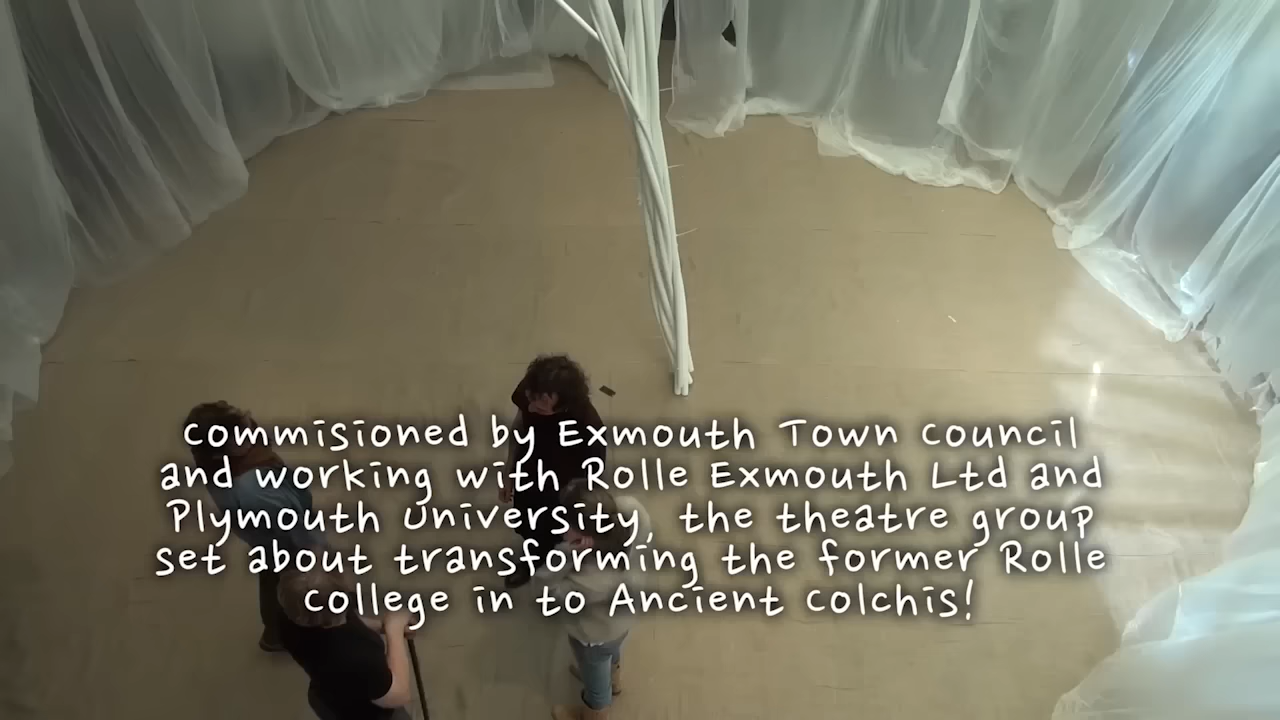 commisioned by Exmouth Town Council
and working with Rolle Exmouth Ltd and
Plymouth University, the theatre group
set about transforming the former Rolle
College in to Ancient Colchis!